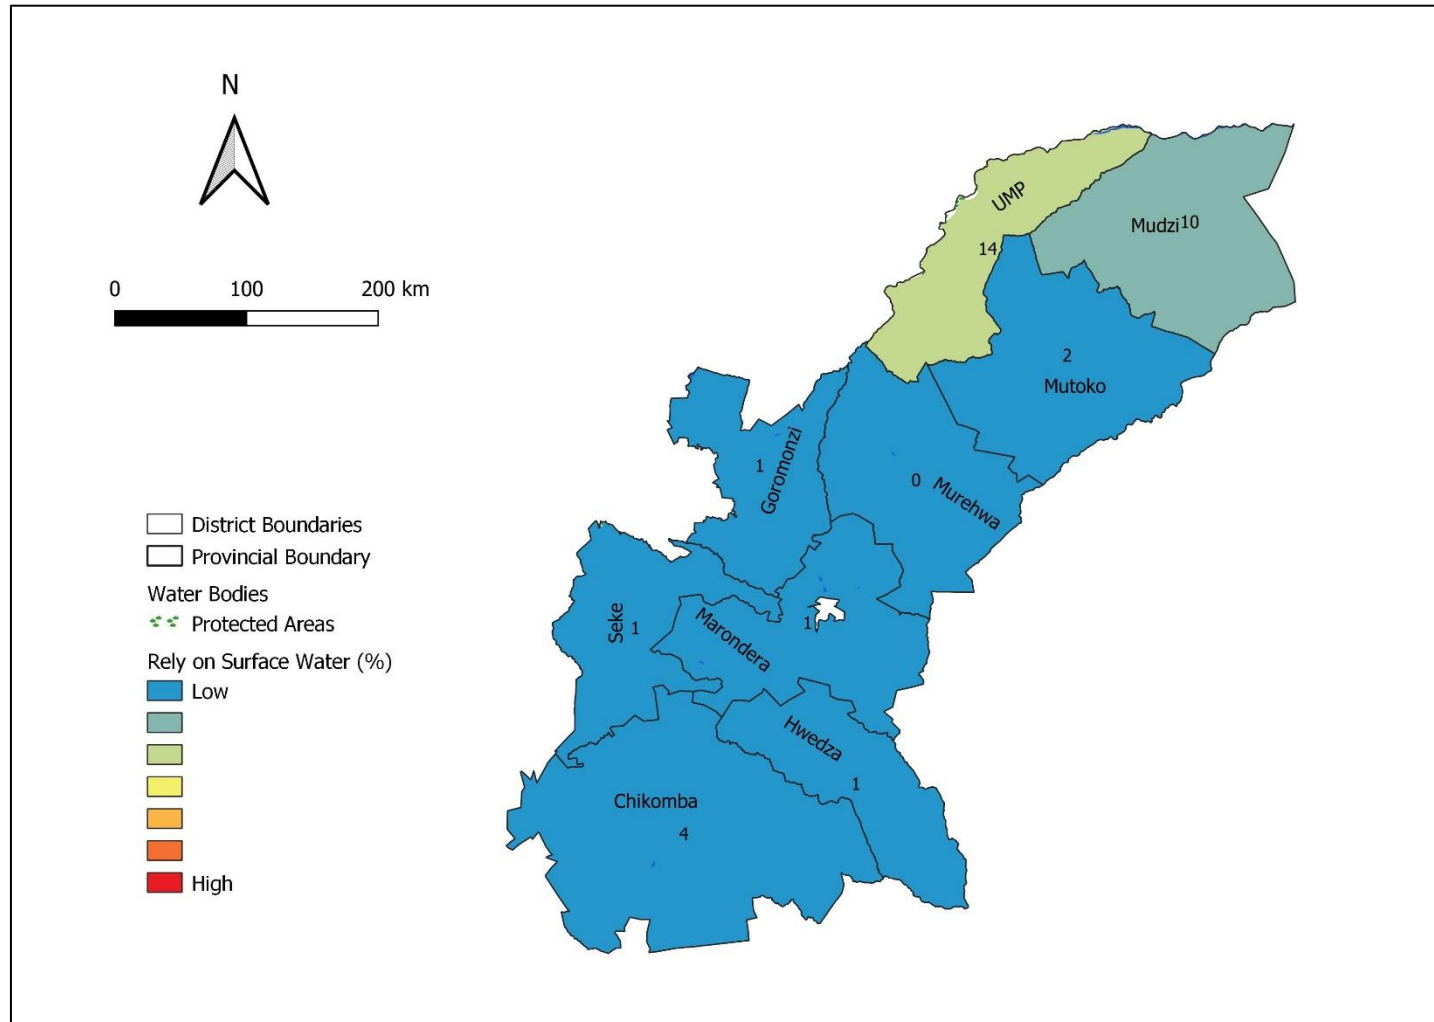 N
0 100 200 km
UMP
14
Mudzi 10
2
Mutoko
1
Goromonzi
0
Murehwa
Seke
1
Marondera
1
Hwedza
1
Chikomba
4
District Boundaries
Provincial Boundary
Water Bodies
Protected Areas
Rely on Surface Water (%)
Low
High